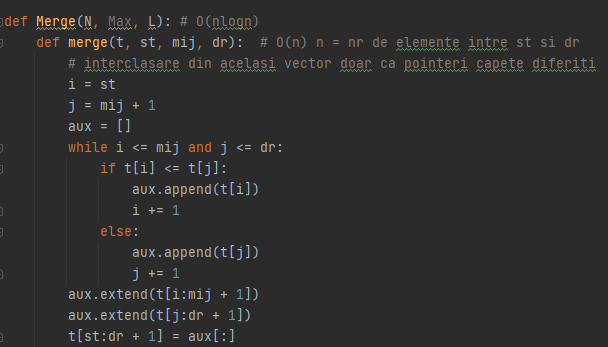 def Merge(N, Max, L): # O(nlogn)
    def merge(t, st, mij, dr):  # O(n) n = nr de elemente intre st si dr
        # interclasare din acelasi vector doar ca pointeri capete diferiti
        i = st
        j = mij + 1
        aux = []
        while i <= mij and j <= dr:
            if t[i] <= t[j]:
                aux.append(t[i])
                i += 1
            else:
                aux.append(t[j])
                j += 1
        aux.extend(t[i:mij + 1])
        aux.extend(t[j:dr + 1])
        t[st:dr + 1] = aux[:]